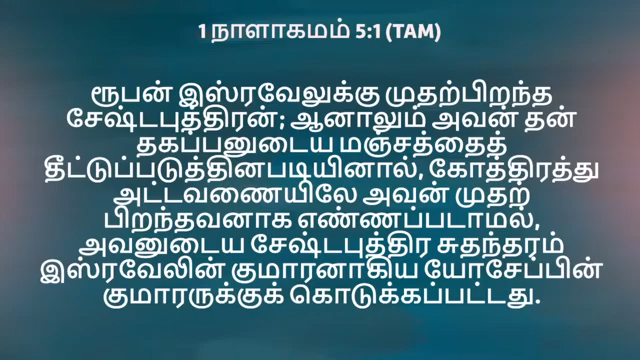 1 நாளாகமம் 5:1 (TAM)
ரூபன் இஸ்ரவேலுக்கு முதற்பிறந்த
சேஷ்டபுத்திரன்; ஆனாலும் அவன் தன்
தகப்பனுடைய மஞ்சத்தைத்
தீட்டுப்படுத்தினபடியினால், கோத்திரத்து
அட்டவணையிலே அவன் முதற்
பிறந்தவனாக எண்ணப்படாமல்,
அவனுடைய சேஷ்டபுத்திர சுதந்தரம்
இஸ்ரவேலின் குமாரனாகிய யோசேப்பின்
குமாரருக்குக் கொடுக்கப்பட்டது.